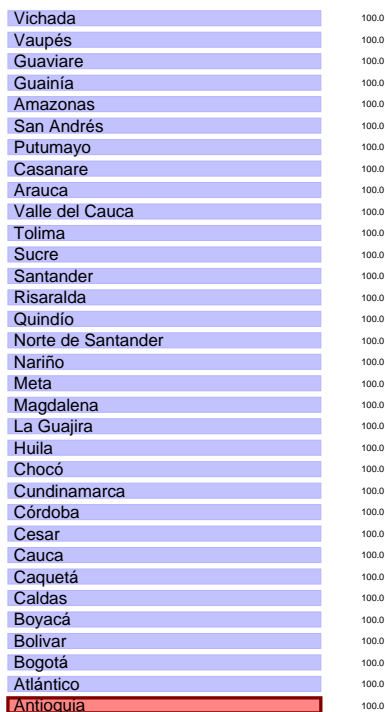 Vichada 100.0
Vaupés 100.0
Guaviare 100.0
Guainía 100.0
Amazonas 100.0
San Andrés 100.0
Putumayo 100.0
Casanare 100.0
Arauca 100.0
Valle del Cauca 100.0
Tolima 100.0
Sucre 100.0
Santander 100.0
Risaralda 100.0
Quindío 100.0
Norte de Santander 100.0
Nariño 100.0
Meta 100.0
Magdalena 100.0
La Guajira 100.0
Huila 100.0
Chocó 100.0
Cundinamarca 100.0
Córdoba 100.0
Cesar 100.0
Cauca 100.0
Caquetá 100.0
Caldas 100.0
Boyacá 100.0
Bolivar 100.0
Bogotá 100.0
Atlántico 100.0
Antioquia 100.0